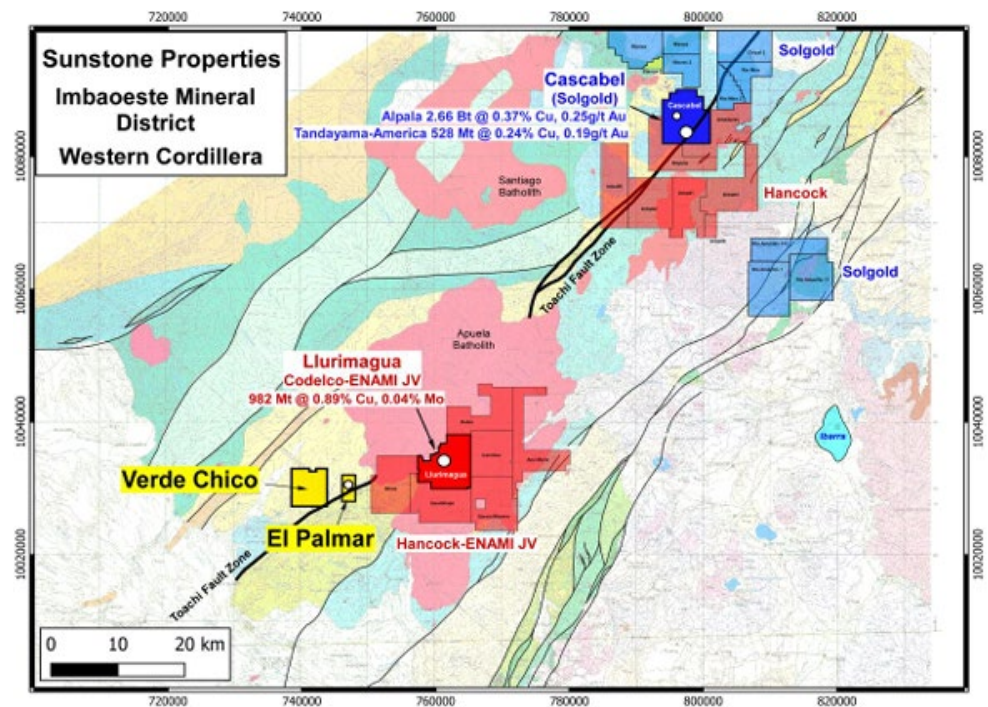 720000
740000
760000
780000
800000
820000
Sunstone Properties
Imbaoeste Mineral
District
Western Cordillera
Solgold
Cascabel
(Solgold)
Alpala 2.66 Bt @ 0.37% Cu, 0.25g/t Au
Tandayama-America 528 Mt @ 0.24% Cu, 0.19g/t Au
Cascabel
10080000
10080000
Santiago
Batholith
Hancock
Toachi Fault Zone
Solgold
10060000
10060000
Apuela
Batholith
Llurimagua
Codelco-ENAMI JV
982 Mt @ 0.89% Cu, 0.04% Mo
10040000
10040000
Ibarra
Llurimagua
Verde Chico
El Palmar
Hancock-ENAMI JV
10020000
10020000
Toachi Fault Zone
0 10 20 km
720000
740000
760000
780000
800000
820000